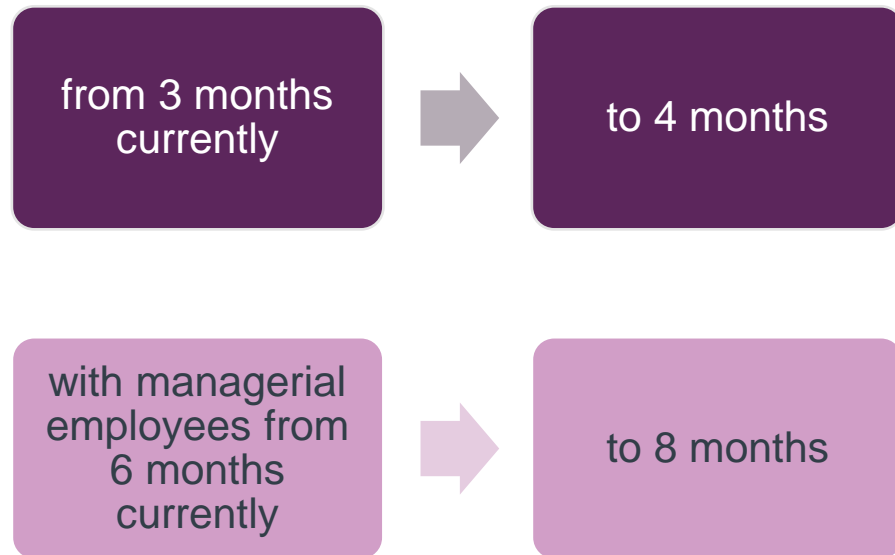 from 3 months
currently
to 4 months
with managerial
employees from
6 months
currently
to 8 months